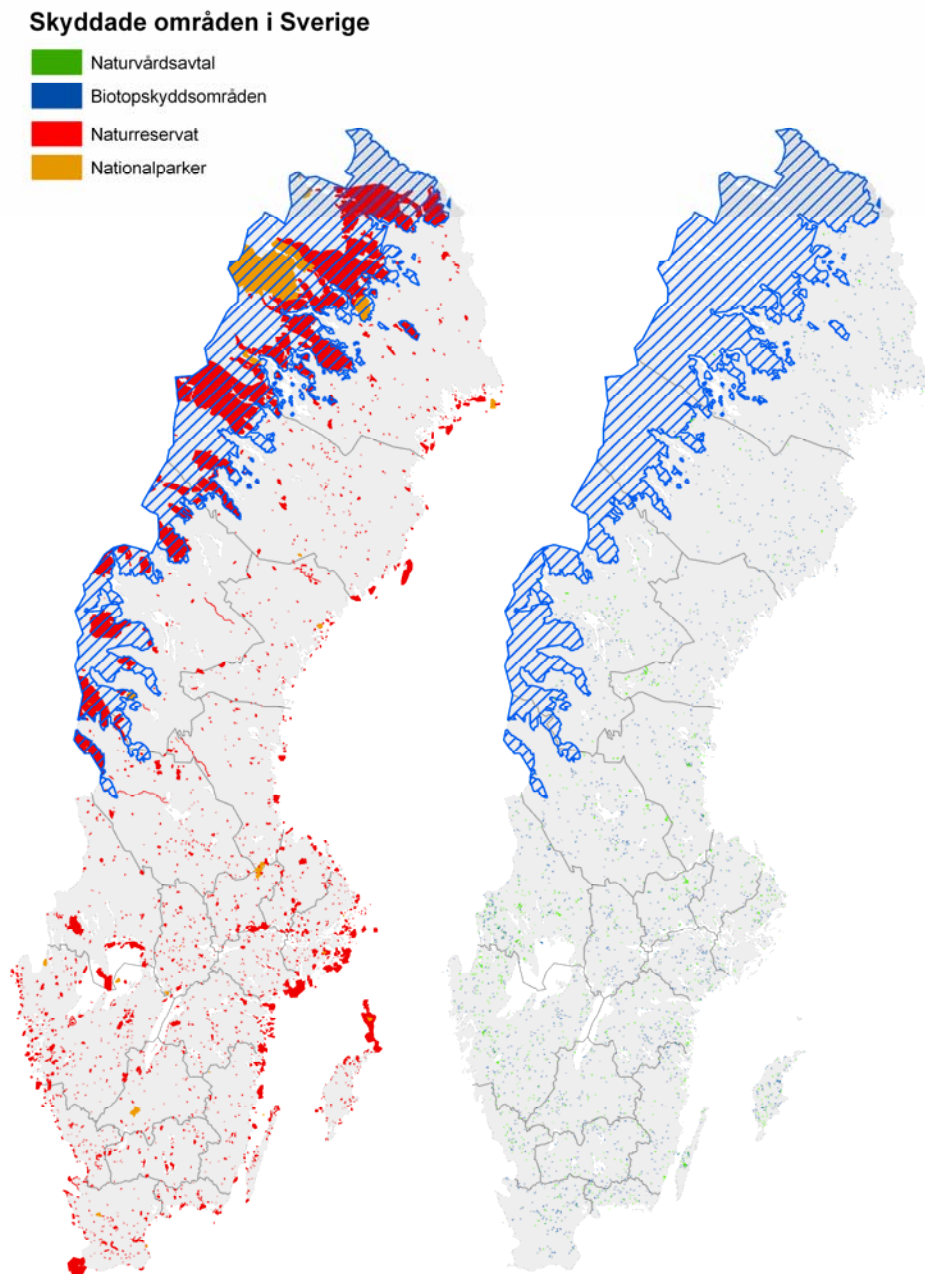 Skyddade områden i Sverige
Naturvårdsavtal
Biotopskyddsområden
Naturreservat
Nationalparker